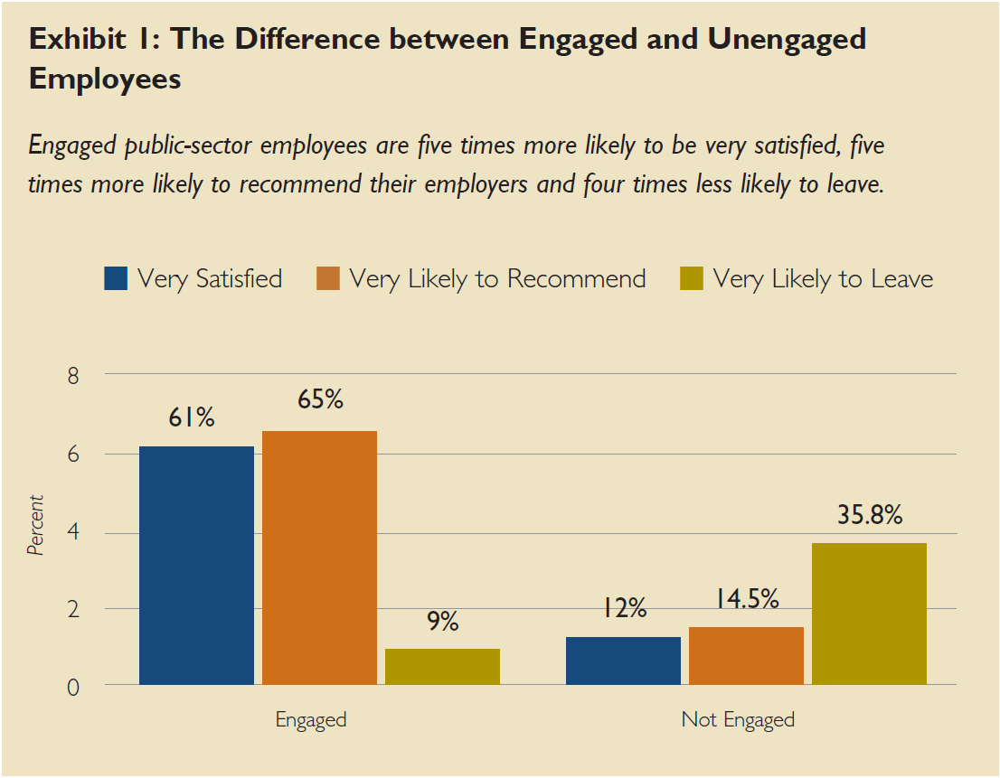 Exhibit 1: The Difference between Engaged and Unengaged
Employees
Engaged public-sector employees are five times more likely to be very satisfied, five
times more likely to recommend their employers and four times less likely to leave.
Very Satisfied
Very Likely to Recommend
Very Likely to Leave
8
6
4
2
0
Percent
61%
65%
9%
12%
14.5%
35.8%
Engaged
Not Engaged